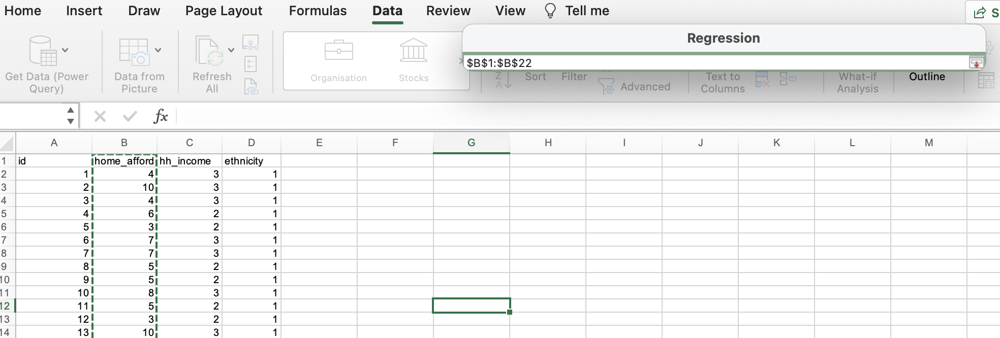 Home Insert Draw Page Layout Formulas Data Review View Tell me
Regression
$B$1:$B$22
Get Data (Power Query)
Data from Picture
Refresh All
Organisation
Stocks
Z
A
Sort
Filter
Advanced
Text to Columns
What-if Analysis
Outline
fx
A B C D E F G H I J K L M
1 id home_afford hh_income ethnicity
2 1 4 3 1
3 2 10 3 1
4 3 4 3 1
5 4 6 2 1
6 5 3 2 1
7 6 7 3 1
8 7 7 3 1
9 8 5 2 1
10 9 5 2 1
11 10 8 3 1
12 11 5 2 1
13 12 3 2 1
14 13 10 3 1